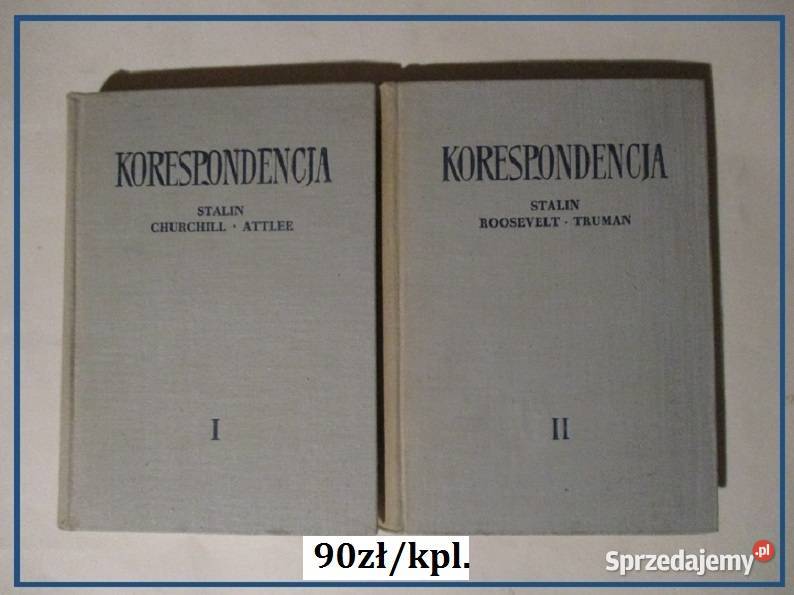 KORESPONDENCJA
STALIN
CHURCHILL · ATTLEE
I
KORESPONDENCJA
STALIN
ROOSEVELT · TRUMAN
II
90zł/kpl.
Sprzedajemy.pl